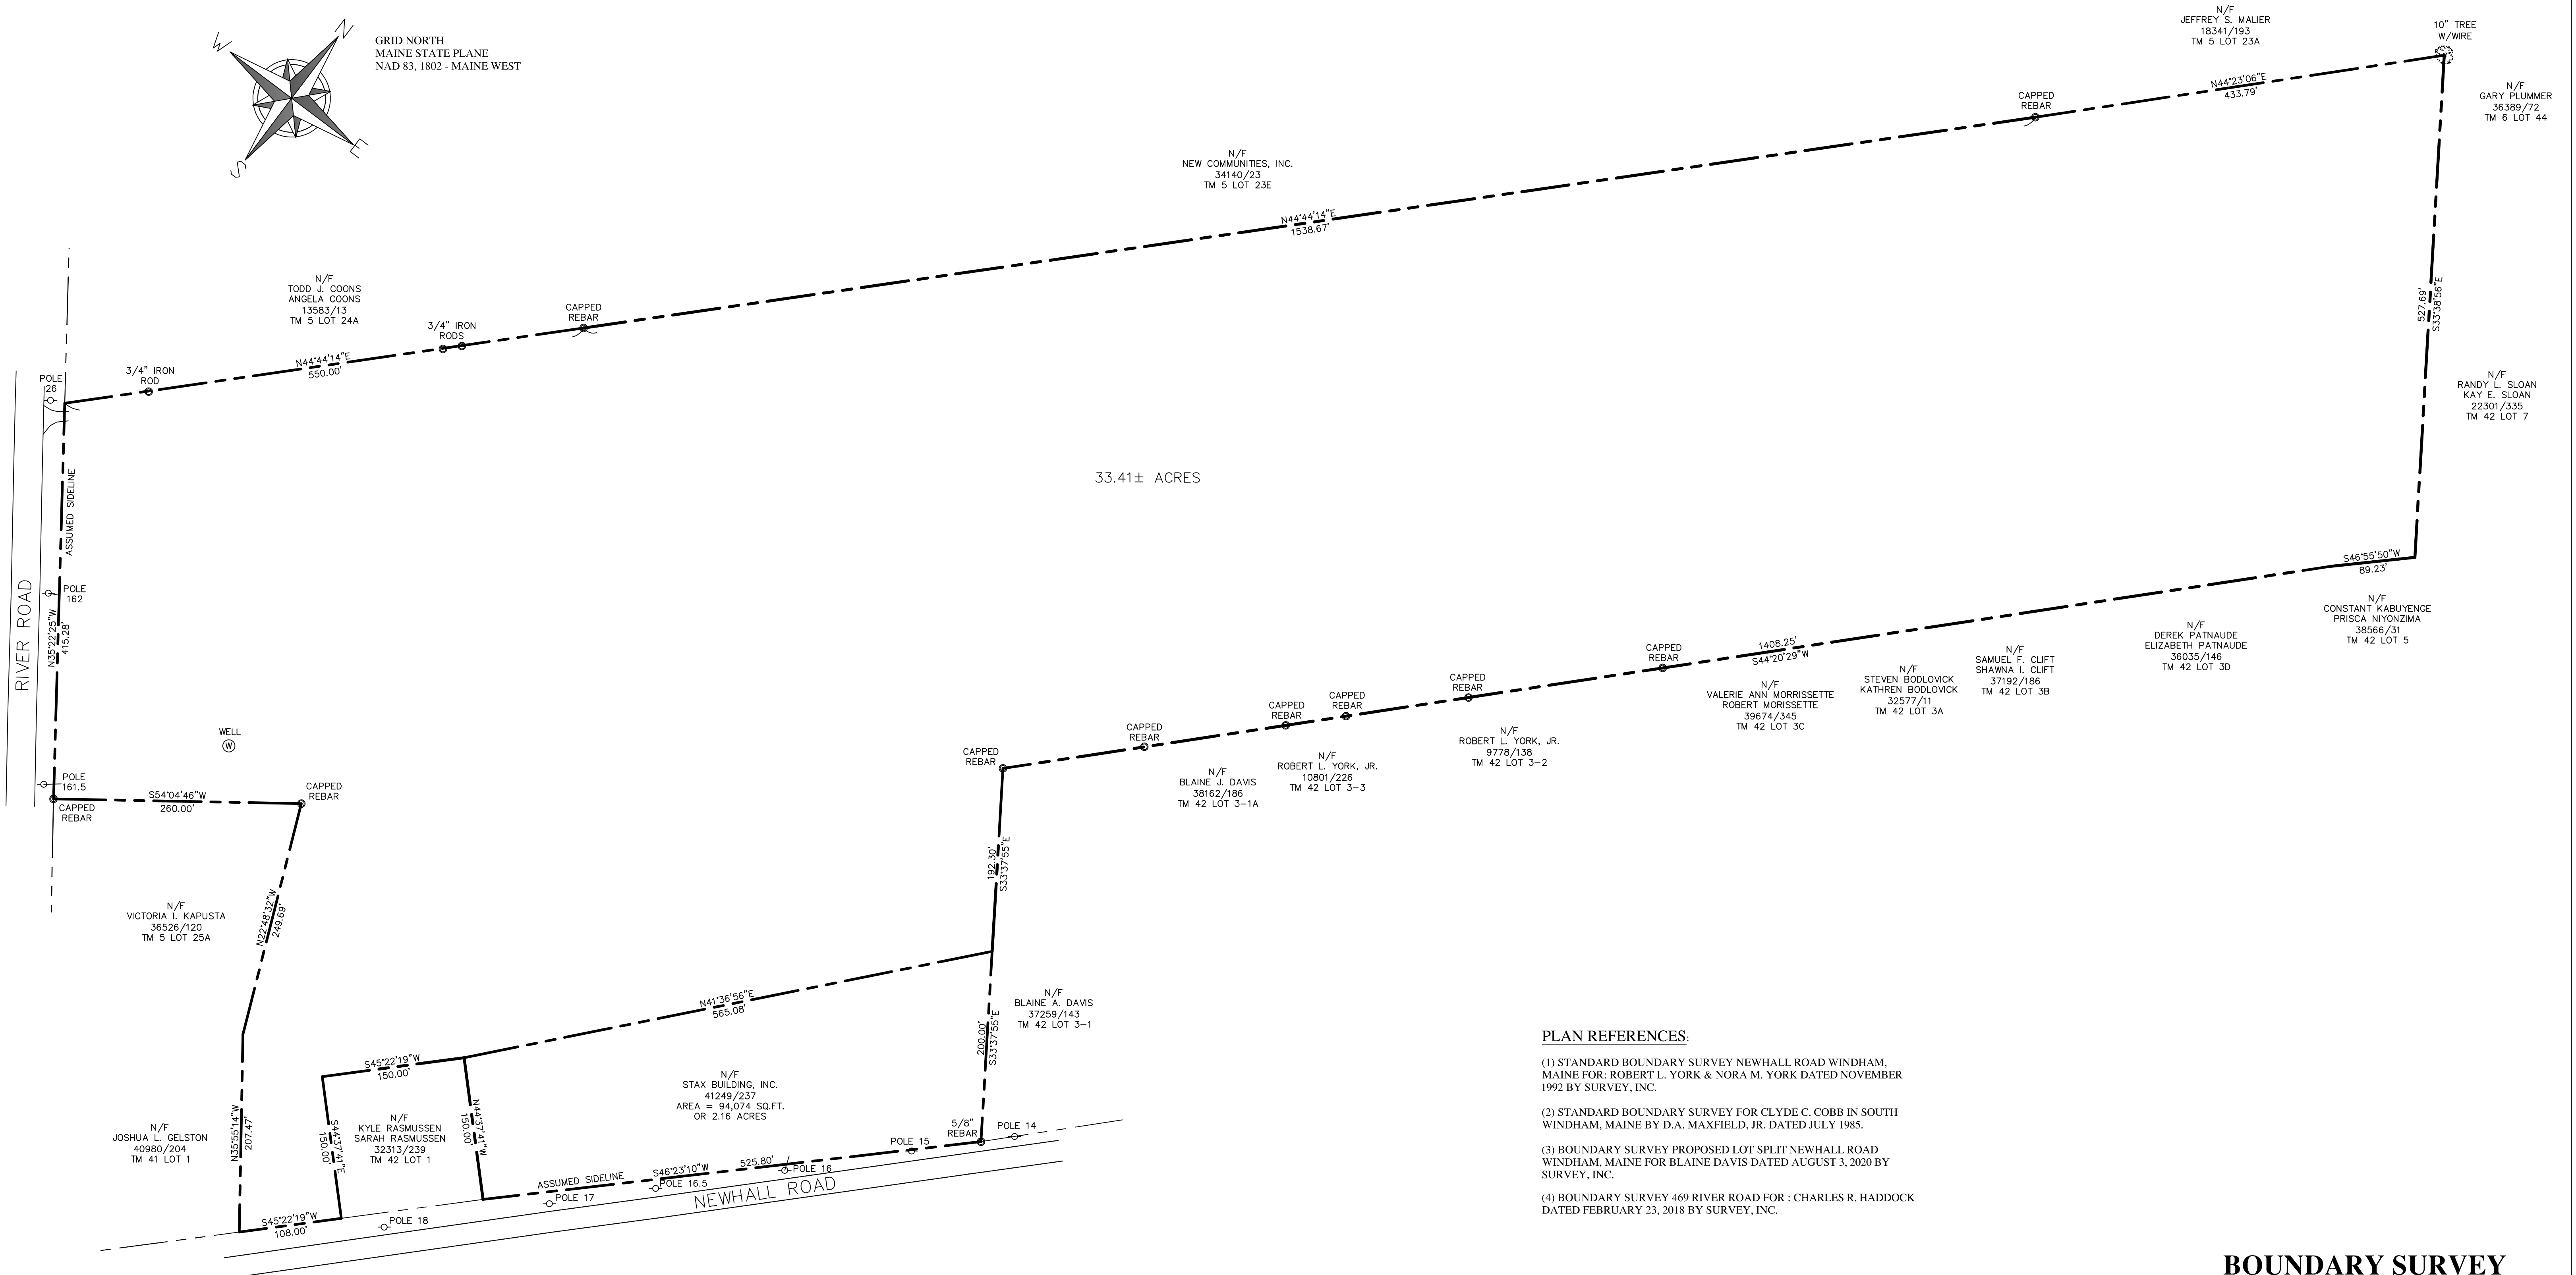 W
N
E
S
GRID NORTH
MAINE STATE PLANE
NAD 83, 1802 - MAINE WEST
N/F
JEFFREY S. MALIER
18341/193
TM 5 LOT 23A
10" TREE
W/WIRE
N44°23'06"E
433.79'
N/F
GARY PLUMMER
36389/72
TM 6 LOT 44
CAPPED
REBAR
N/F
NEW COMMUNITIES, INC.
34140/23
TM 5 LOT 23E
N44°44'14"E
1538.67'
N/F
TODD J. COONS
ANGELA COONS
13583/13
TM 5 LOT 24A
CAPPED
REBAR
3/4" IRON
RODS
N44°44'14"E
550.00'
3/4" IRON
ROD
POLE
26
527.69'
S33°38'56"E
N/F
RANDY L. SLOAN
KAY E. SLOAN
22301/335
TM 42 LOT 7
33.41± ACRES
ASSUMED SIDELINE
RIVER ROAD
POLE
162
N35°22'25"W
415.28'
S46°55'50"W
89.23'
N/F
CONSTANT KABUYENGE
PRISCA NIYONZIMA
38566/31
TM 42 LOT 5
N/F
DEREK PATNAUDE
ELIZABETH PATNAUDE
36035/146
TM 42 LOT 3D
N/F
SAMUEL F. CLIFT
SHAWNA I. CLIFT
37192/186
TM 42 LOT 3B
N/F
STEVEN BODLOVICK
KATHREN BODLOVICK
32577/11
TM 42 LOT 3A
1408.25'
S44°20'29"W
N/F
VALERIE ANN MORRISSETTE
ROBERT MORISSETTE
39674/345
TM 42 LOT 3C
CAPPED
REBAR
CAPPED
REBAR
N/F
ROBERT L. YORK, JR.
9778/138
TM 42 LOT 3-2
CAPPED
REBAR
CAPPED
REBAR
N/F
ROBERT L. YORK, JR.
10801/226
TM 42 LOT 3-3
CAPPED
REBAR
N/F
BLAINE J. DAVIS
38162/186
TM 42 LOT 3-1A
CAPPED
REBAR
WELL
W
POLE
161.5
CAPPED
REBAR
S54°04'46"W
260.00'
CAPPED
REBAR
192.30'
S33°37'55"E
N/F
VICTORIA I. KAPUSTA
36526/120
TM 5 LOT 25A
N22°48'32"W
249.69'
N41°36'56"E
565.08'
200.00'
S33°37'55"E
N/F
BLAINE A. DAVIS
37259/143
TM 42 LOT 3-1
S45°22'19"W
150.00'
N/F
STAX BUILDING, INC.
41249/237
AREA = 94,074 SQ.FT.
OR 2.16 ACRES
N/F
JOSHUA L. GELSTON
40980/204
TM 41 LOT 1
N35°55'14"W
207.47'
S44°37'41"E
150.00'
N/F
KYLE RASMUSSEN
SARAH RASMUSSEN
32313/239
TM 42 LOT 1
N44°37'41"W
150.00'
5/8"
REBAR
POLE 14
POLE 15
POLE 16
525.80'
S46°23'10"W
ASSUMED SIDELINE
POLE 16.5
POLE 17
NEWHALL ROAD
POLE 18
S45°22'19"W
108.00'
PLAN REFERENCES:
(1) STANDARD BOUNDARY SURVEY NEWHALL ROAD WINDHAM,
MAINE FOR: ROBERT L. YORK & NORA M. YORK DATED NOVEMBER
1992 BY SURVEY, INC.
(2) STANDARD BOUNDARY SURVEY FOR CLYDE C. COBB IN SOUTH
WINDHAM, MAINE BY D.A. MAXFIELD, JR. DATED JULY 1985.
(3) BOUNDARY SURVEY PROPOSED LOT SPLIT NEWHALL ROAD
WINDHAM, MAINE FOR BLAINE DAVIS DATED AUGUST 3, 2020 BY
SURVEY, INC.
(4) BOUNDARY SURVEY 469 RIVER ROAD FOR : CHARLES R. HADDOCK
DATED FEBRUARY 23, 2018 BY SURVEY, INC.
BOUNDARY SURVEY